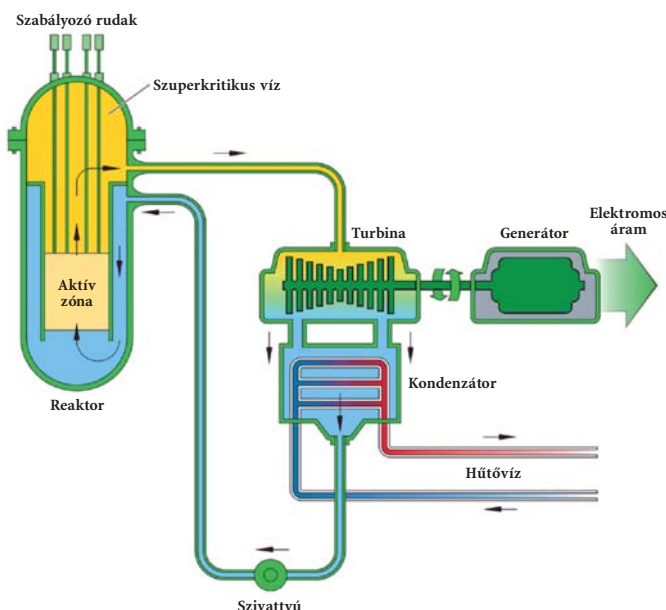 Szabályozó rudak
Szuperkritikus víz
Elektromos
áram
Turbina
Generátor
Aktív
zóna
Kondenzátor
Reaktor
Hűtővíz
Szivattyú